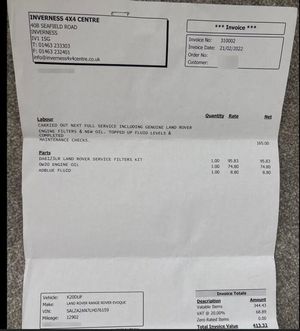 INVERNESS 4X4 CENTRE
40B SEAFIELD ROAD
INVERNESS
IV1 1SG
T: 01463 233303
F: 01463 232401
info@inverness4x4centre.co.uk
*** Invoice ***
Invoice No: 310002
Invoice Date: 21/02/2022
Order No:
Customer:
Labour Quantity Rate Net
CARRIED OUT NEXT FULL SERVICE INCLUDING GENUINE LAND ROVER
ENGINE FILTERS & NEW OIL. TOPPED UP FLUID LEVELS &
COMPLETED
MAINTENANCE CHECKS. 165.00
Parts
LAND ROVER SERVICE FILTERS KIT 1.00 95.83 95.83
0W20 ENGINE OIL 1.00 74.80 74.80
ADBLUE FLUID 1.00 8.80 8.80
Vehicle:
Make: LAND ROVER RANGE ROVER EVOQUE
VIN:
Mileage: 12902
Invoice Totals
Description Amount
Vatable Items 344.43
VAT @ 20.00% 68.89
Zero Rated Items 0.00
Total Invoice Value